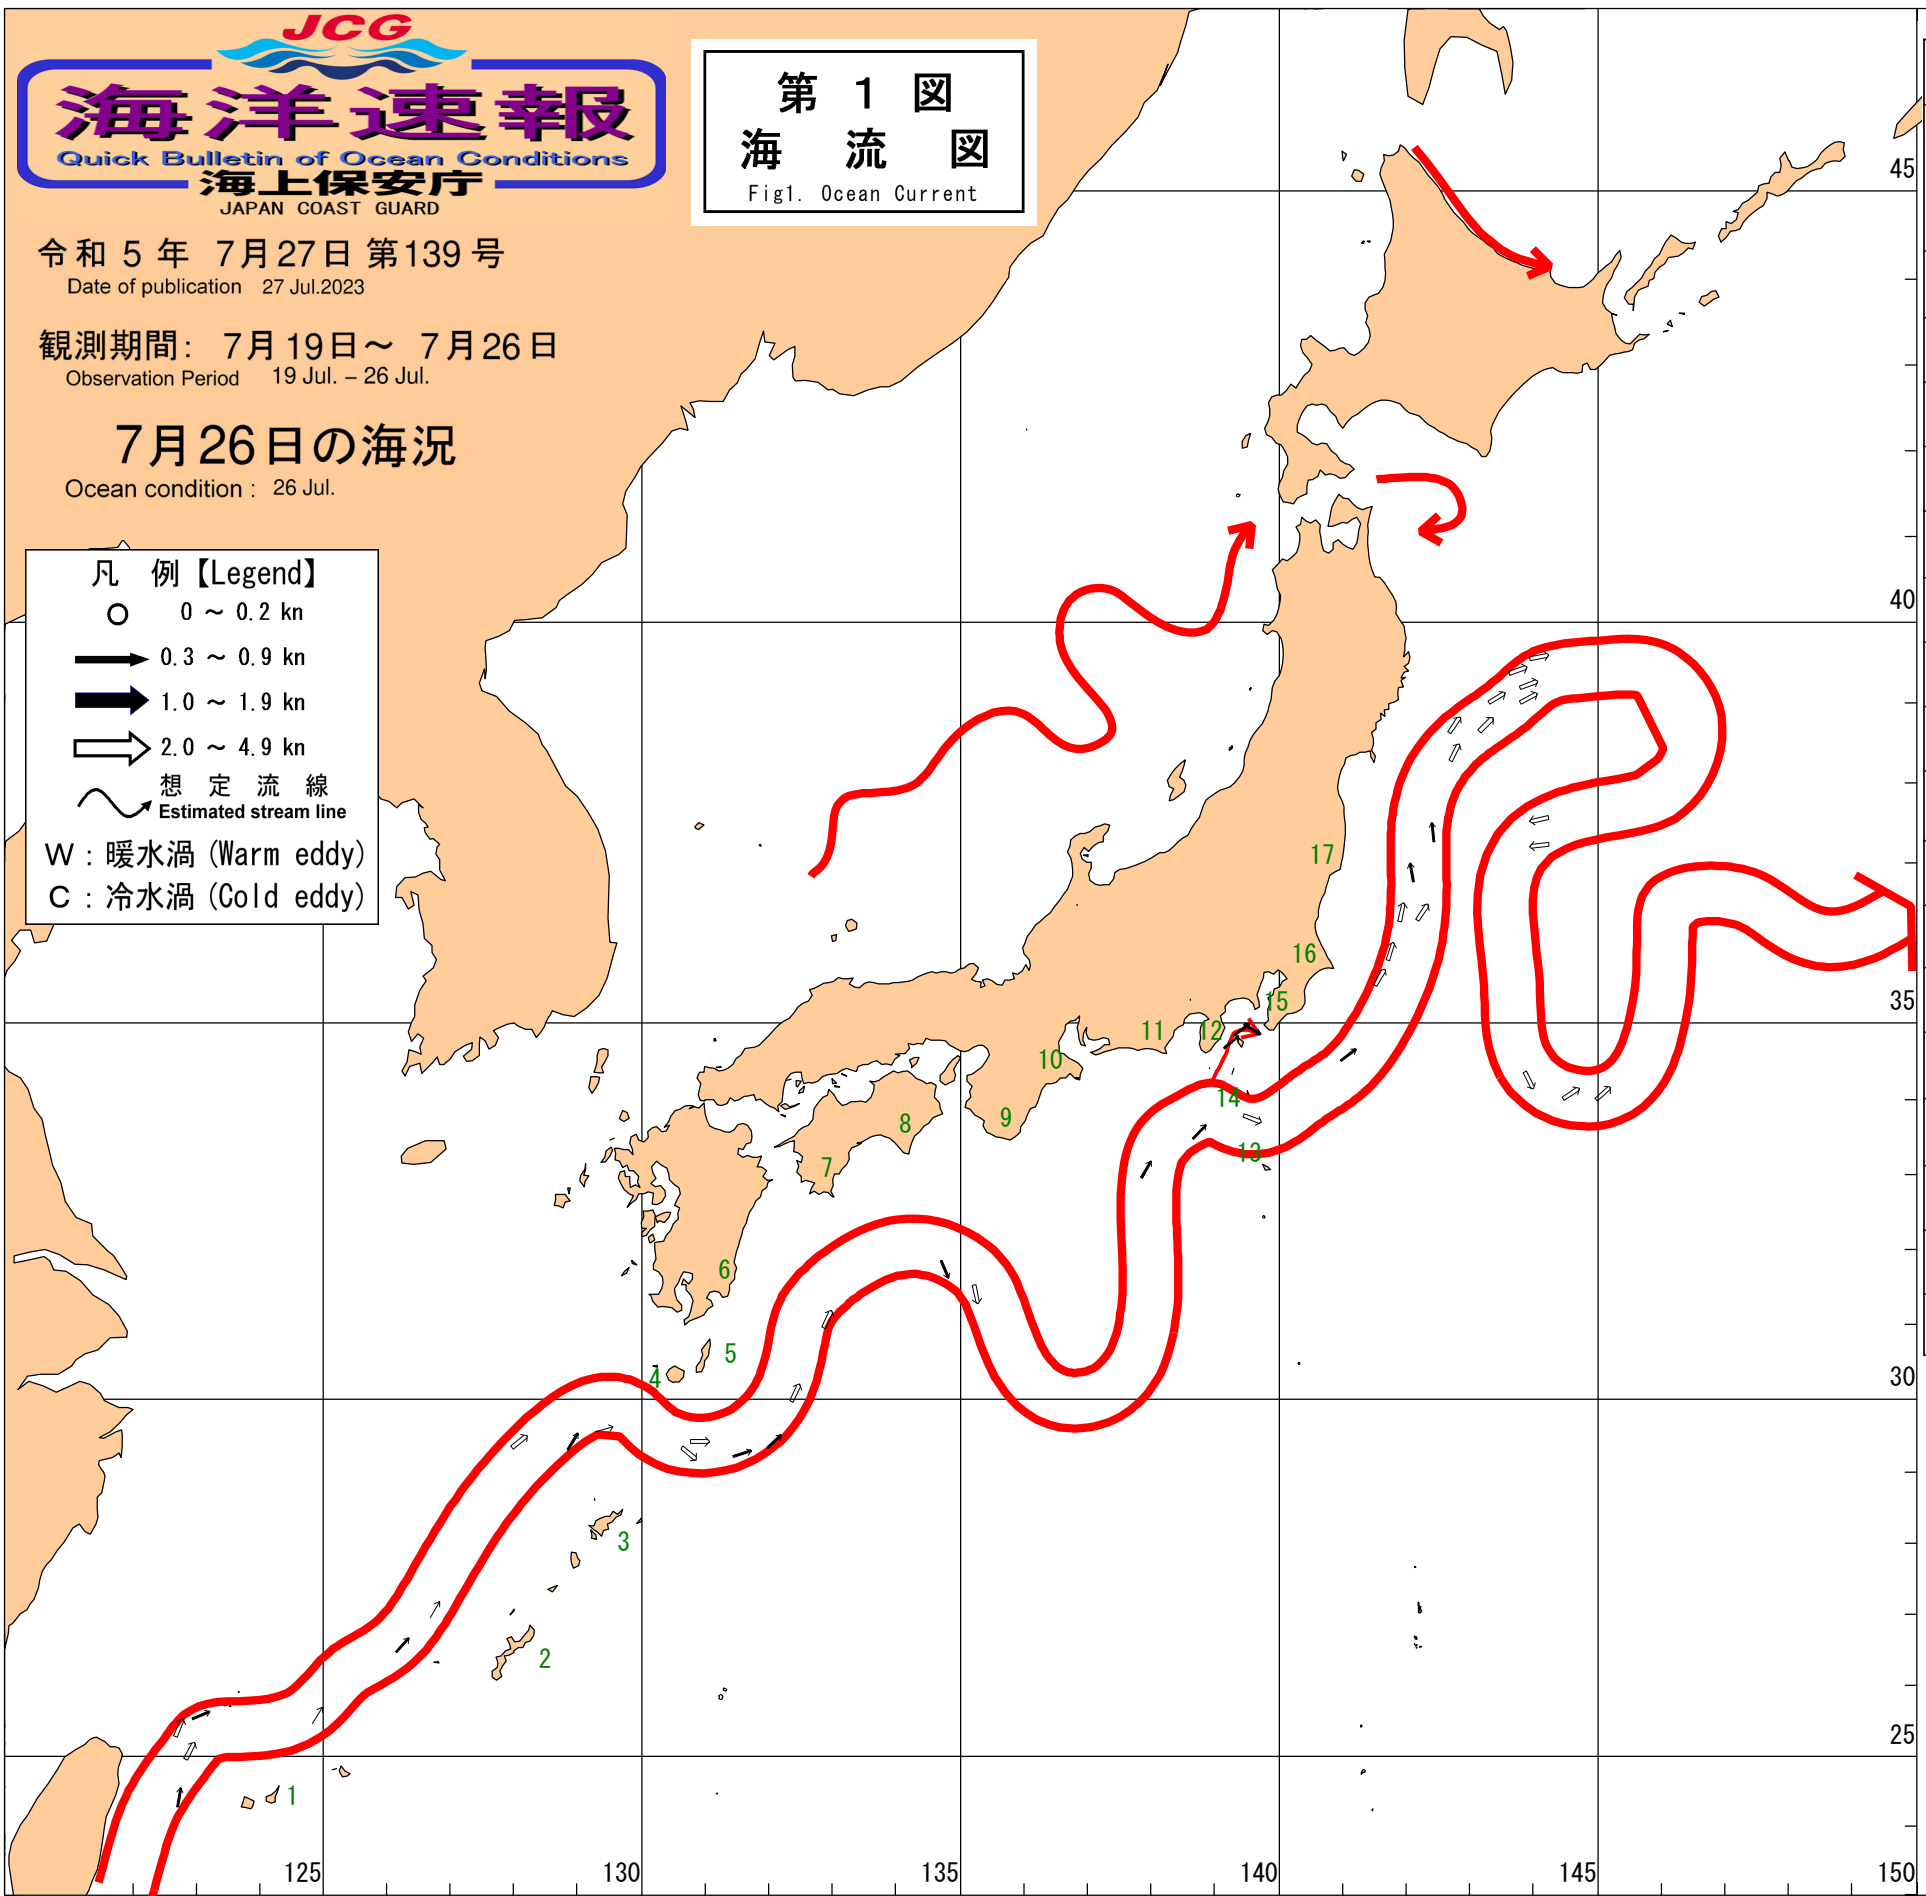 JCG
海洋速報
Quick Bulletin of Ocean Conditions
海上保安庁
JAPAN COAST GUARD
令和 5 年 7月27日 第139号
Date of publication 27 Jul.2023
観測期間: 7月19日～ 7月26日
Observation Period 19 Jul. – 26 Jul.
7月26日の海況
Ocean condition : 26 Jul.
第 1 図
海 流 図
Fig1. Ocean Current
凡 例【Legend】
0 ～ 0.2 kn
0.3 ～ 0.9 kn
1.0 ～ 1.9 kn
2.0 ～ 4.9 kn
想 定 流 線
Estimated stream line
W : 暖水渦 (Warm eddy)
C : 冷水渦 (Cold eddy)
45
40
35
30
25
17
16
15
12
11
10
14
13
9
8
7
6
5
4
3
2
1
125
130
135
140
145
150